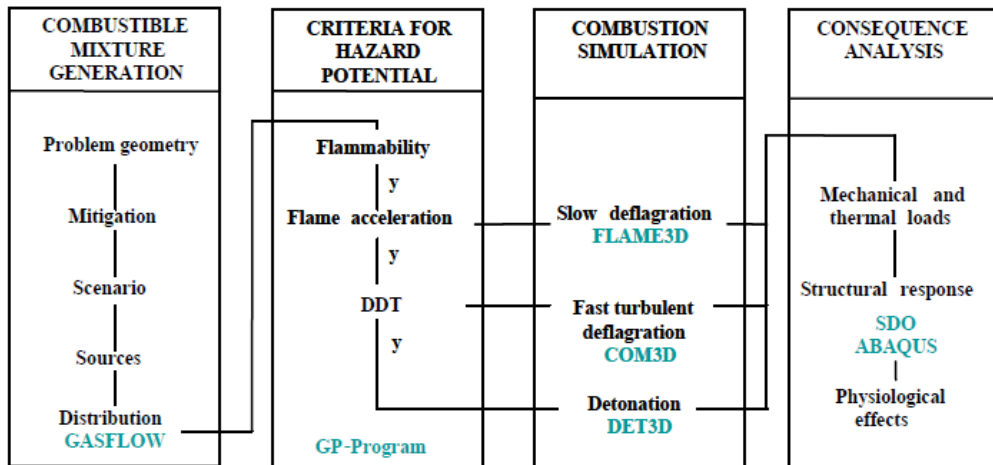 COMBUSTIBLE
MIXTURE
GENERATION
Problem geometry
Mitigation
Scenario
Sources
Distribution
GASFLOW
CRITERIA FOR
HAZARD
POTENTIAL
Flammability
y
Flame acceleration
y
DDT
y
GP-Program
COMBUSTION
SIMULATION
Slow deflagration
FLAME3D
Fast turbulent
deflagration
COM3D
Detonation
DET3D
CONSEQUENCE
ANALYSIS
Mechanical and
thermal loads
Structural response
SDO
ABAQUS
Physiological
effects